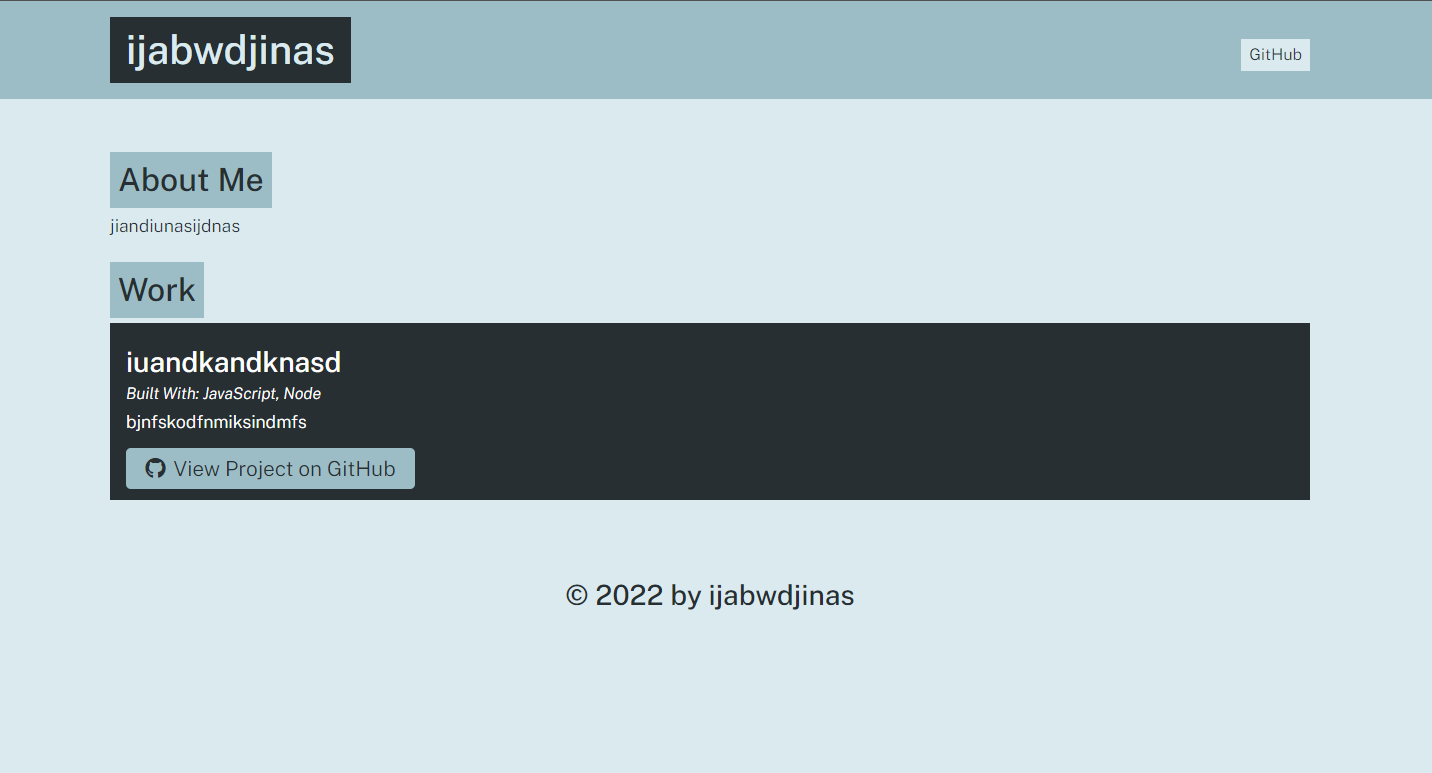 ijabwdjinas
GitHub
About Me
jiandiunasijdnas
Work
iuandkandknasd
Built With: JavaScript, Node
bjnfskodfnmiksindmfs
View Project on GitHub
© 2022 by ijabwdjinas